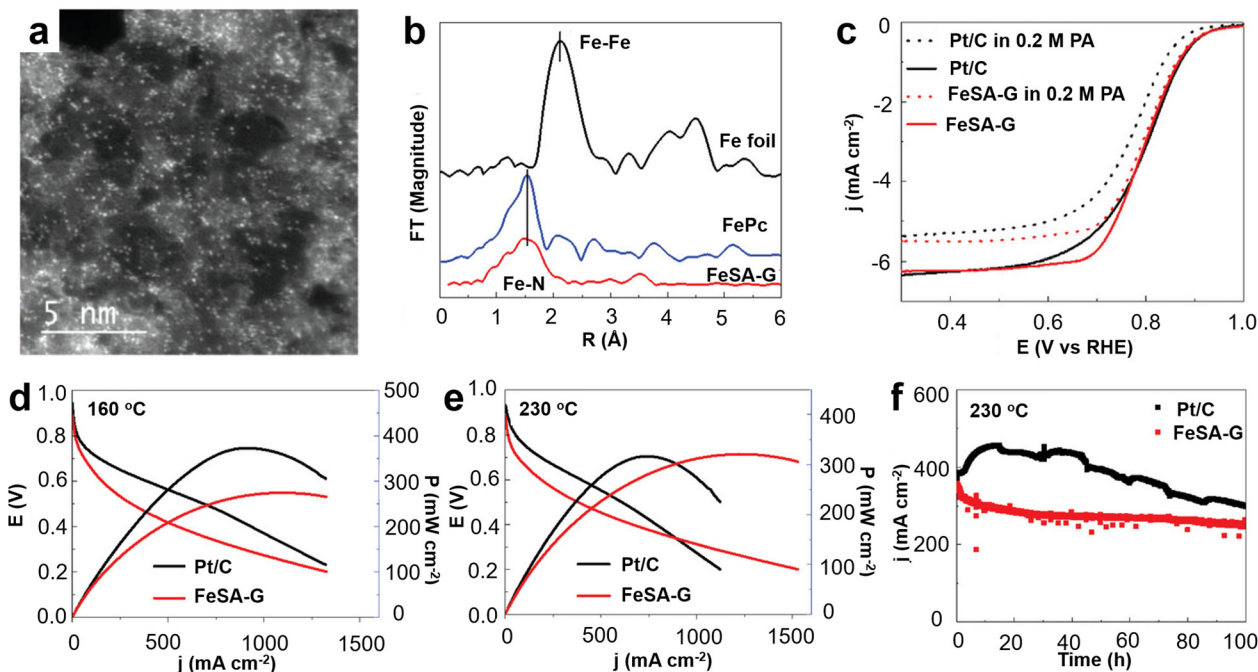 a
5 nm
b
Fe-Fe
Fe foil
FePc
FeSA-G
Fe-N
FT (Magnitude)
0 1 2 3 4 5 6
R (Å)
c
Pt/C in 0.2 M PA
Pt/C
FeSA-G in 0.2 M PA
FeSA-G
0
-2
-4
-6
j (mA cm-2)
0.4 0.6 0.8 1.0
E (V vs RHE)
d
160 oC
1.0
0.8
0.6
0.4
0.2
0.0
E (V)
500
400
300
200
100
0
P (mW cm-2)
Pt/C
FeSA-G
0 500 1000 1500
j (mA cm-2)
e
230 oC
1.0
0.8
0.6
0.4
0.2
0.0
E (V)
400
300
200
100
0
P (mW cm-2)
Pt/C
FeSA-G
0 500 1000 1500
j (mA cm-2)
f
230 °C
Pt/C
FeSA-G
600
400
200
0
j (mA cm-2)
0 20 40 60 80 100
Time (h)